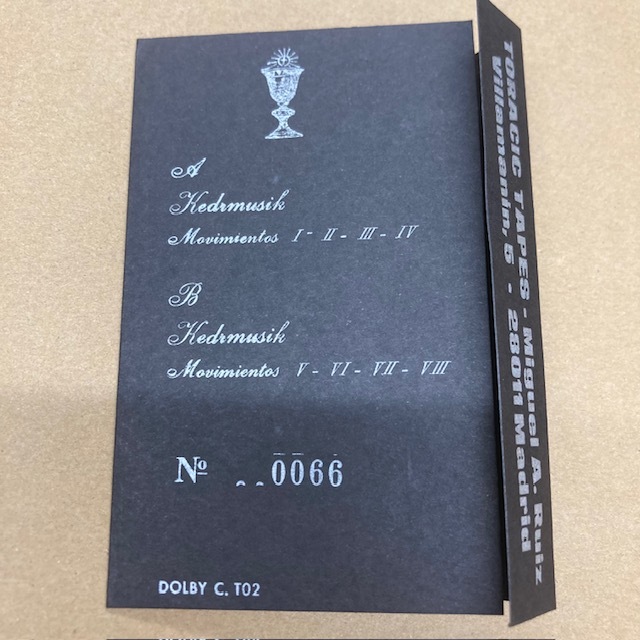 A
Kedrmusik
Movimientos I - II - III - IV
B
Kedrmusik
Movimientos V - VI - VII - VIII
Nº 0066
DOLBY C. T02
TORACIC TAPES - Miguel A. Ruiz
Villamanin, 5 - 28011 Madrid